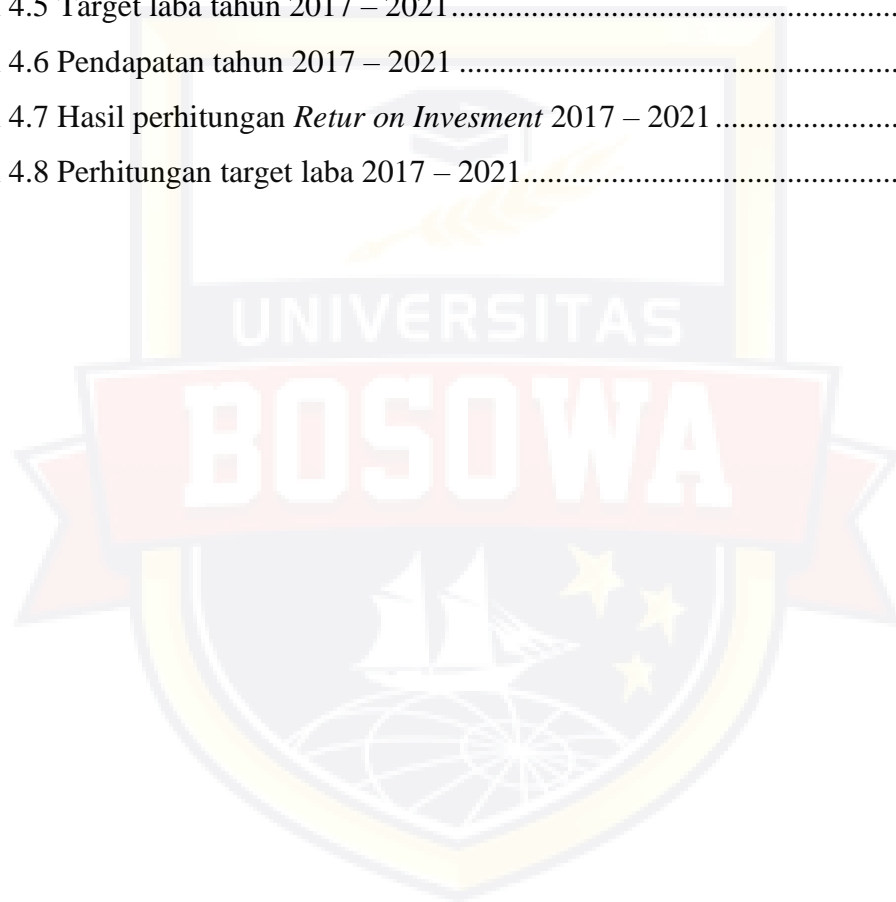 4.5 Target laba tahun 2017 – 2021....................................................
4.6 Pendapatan tahun 2017 – 2021 ....................................................
4.7 Hasil perhitungan Retur on Invesment 2017 – 2021......................
4.8 Perhitungan target laba 2017 – 2021.............................................
UNIVERSITAS
BOSOWA